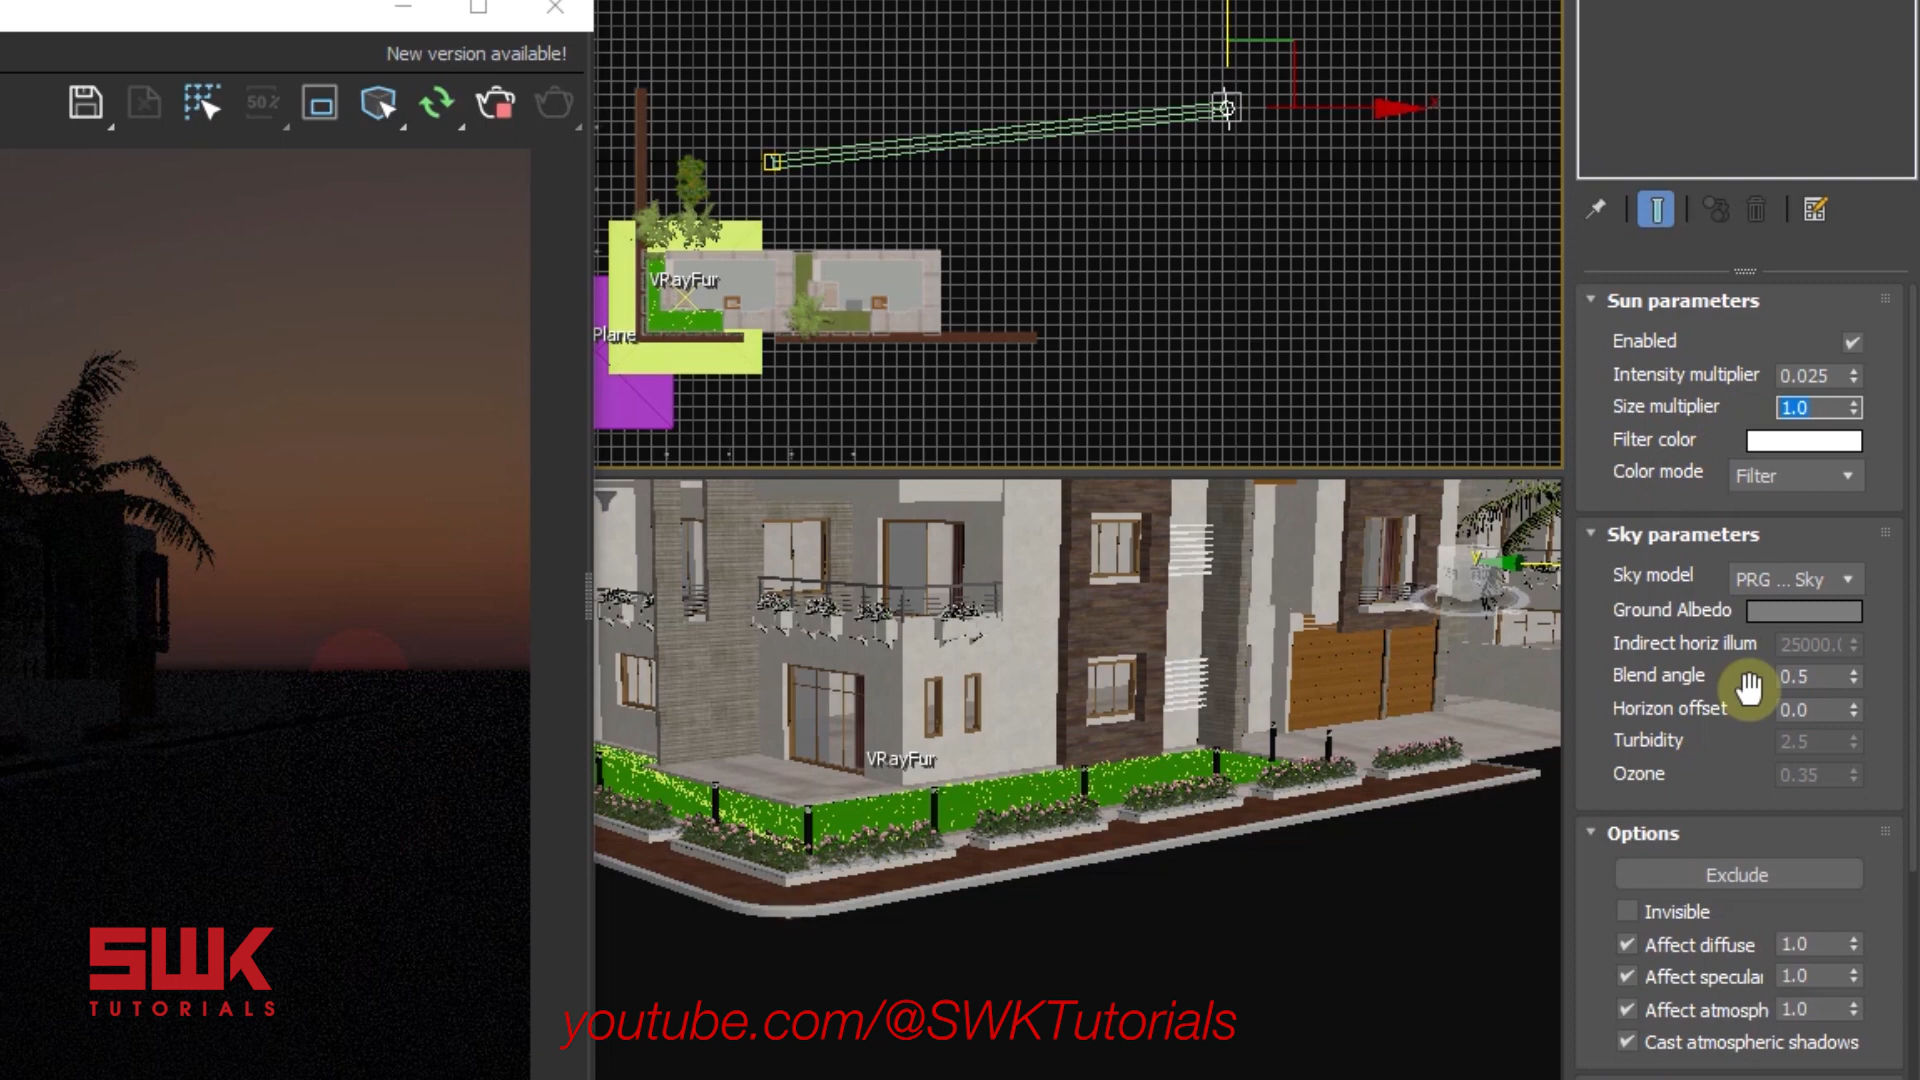 New version available!
50%
x
VRayFur
Plane
Sun parameters
Enabled
Intensity multiplier 0.025
Size multiplier 1.0
Filter color
Color mode Filter
Sky parameters
Sky model PRG ... Sky
Ground Albedo
Indirect horiz illum 25000.(
Blend angle 0.5
Horizon offset 0.0
Turbidity 2.5
Ozone 0.35
Options
Exclude
Invisible
Affect diffuse 1.0
Affect specular 1.0
Affect atmosph 1.0
Cast atmospheric shadows
y
VRayFur
SWK
TUTORIALS
youtube.com/@SWKTutorials